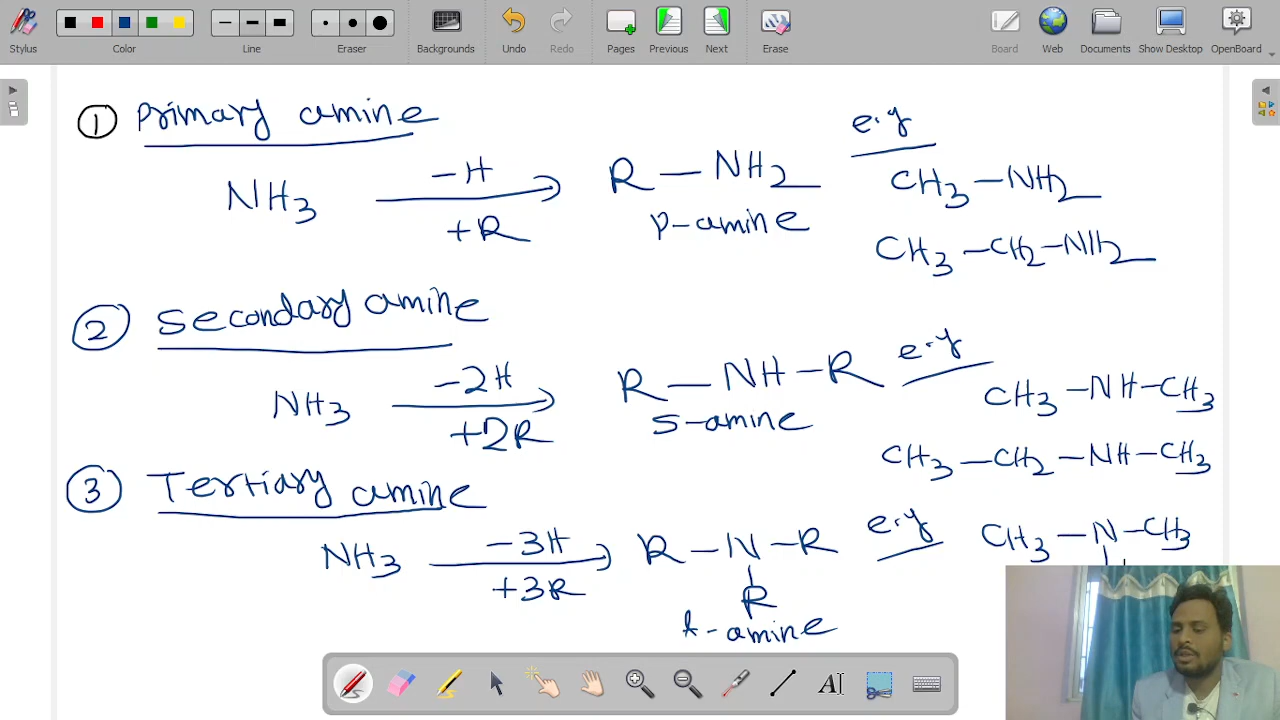 Stylus Color Line Eraser Backgrounds Undo Redo Pages Previous Next Erase Board Web Documents Show Desktop OpenBoard
① Primary amine
e.g
NH3 —H +R → R — NH2
p-amine
CH3 — NH2
CH3 — CH2 — NH2
② Secondary amine
NH3 —2H +2R → R — NH — R
s-amine
e.g
CH3 — NH — CH3
CH3 — CH2 — NH — CH3
③ Tertiary amine
NH3 —3H +3R → R — N — R
R
t-amine
e.g
CH3 — N — CH3